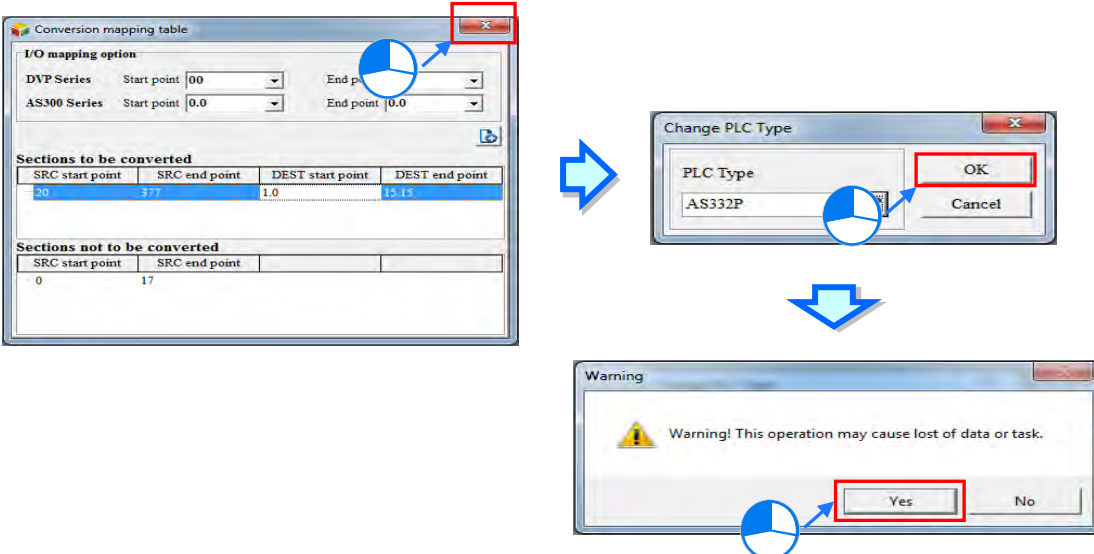 Conversion mapping table
I/O mapping option
DVP Series Start point 00 End
AS300 Series Start point 0.0 End point 0.0
Sections to be converted
SRC start point SRC end point DEST start point DEST end point
20 377 1.0 15.15
Sections not to be converted
SRC start point SRC end point
0 17
Change PLC Type
PLC Type
AS332P
OK
Cancel
Warning
Warning! This operation may cause lost of data or task.
Yes No